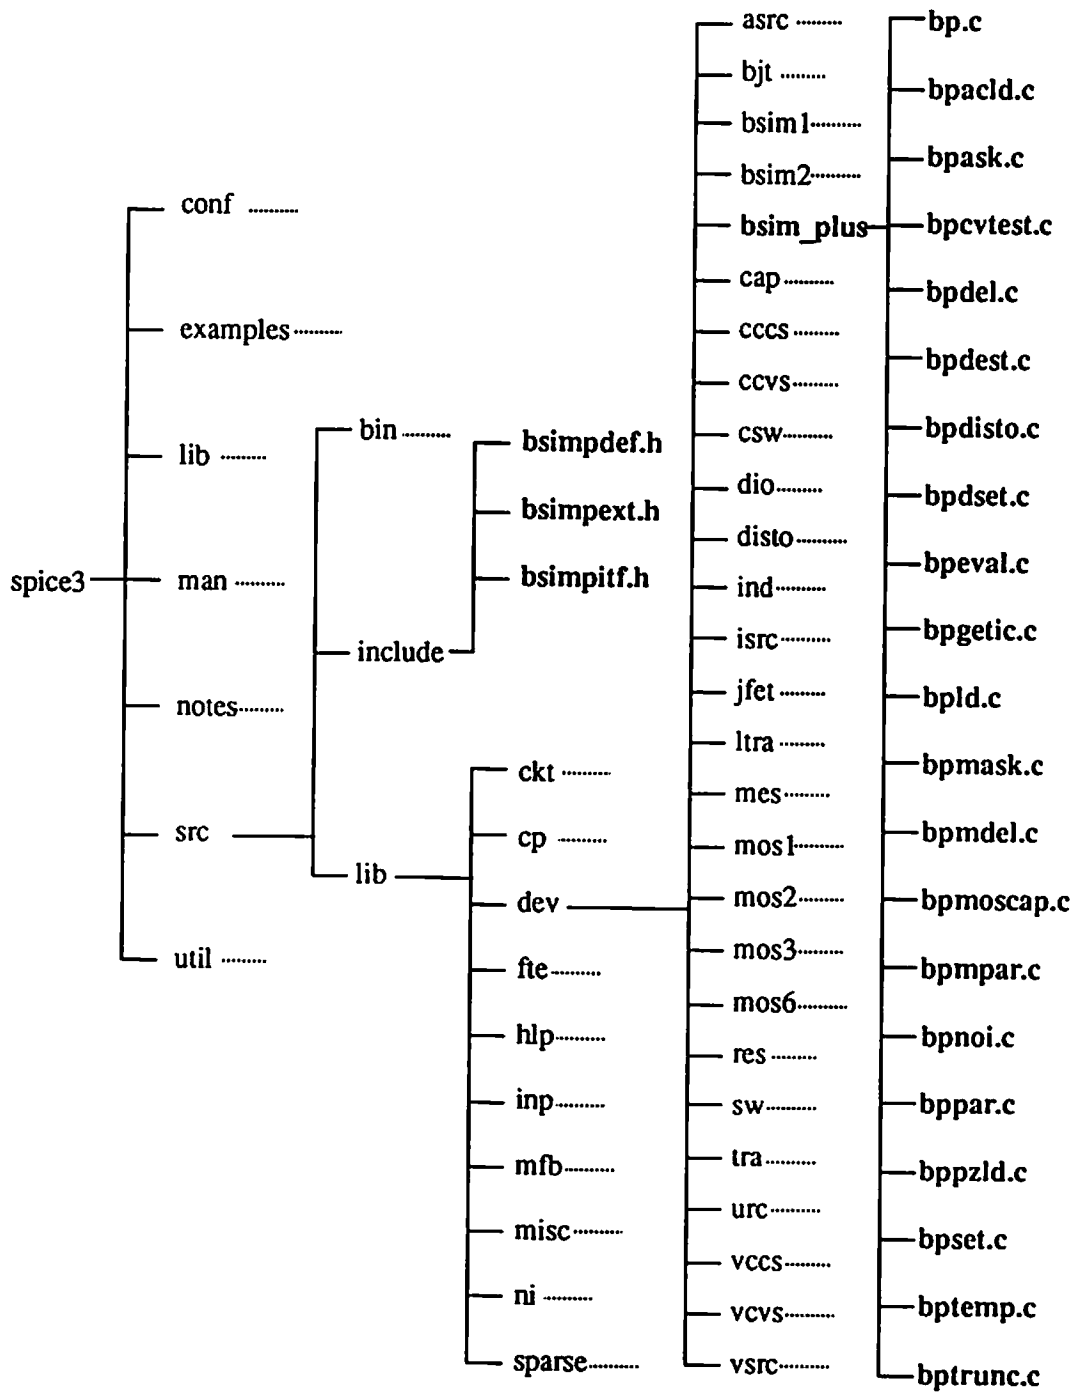 spice3
conf
examples
lib
man
notes
src
util
bin
include
lib
bsimpdef.h
bsimpext.h
bsimpitf.h
ckt
cp
dev
fte
hlp
inp
mfb
misc
ni
sparse
asrc
bjt
bsim1
bsim2
bsim_plus
cap
cccs
ccvs
csw
dio
disto
ind
isrc
jfet
ltra
mes
mos1
mos2
mos3
mos6
res
sw
tra
urc
vccs
vcvs
vsrc
bp.c
bpacld.c
bpask.c
bpcvtest.c
bpdel.c
bpdest.c
bpdisto.c
bpdset.c
bpeval.c
bpgetic.c
bpld.c
bpmask.c
bpmdel.c
bpmoscap.c
bpmpar.c
bpnoi.c
bppar.c
bppzld.c
bpset.c
bptemp.c
bptrunc.c